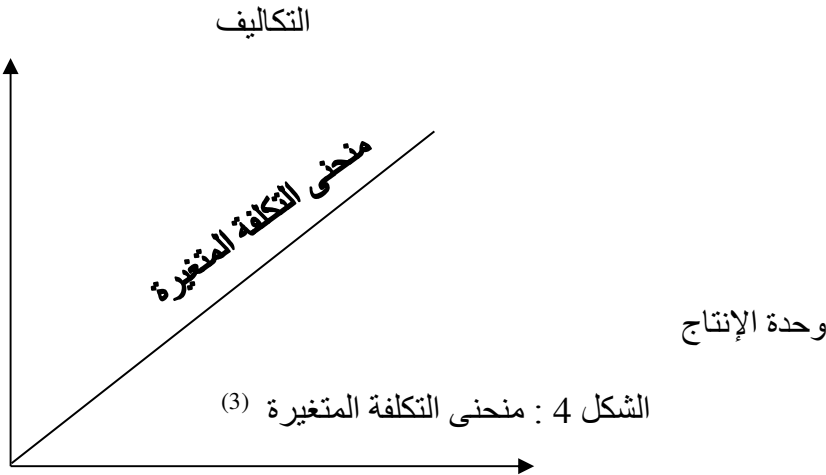 التكاليف
منحنى التكلفة المتغيرة
وحدة الإنتاج
الشكل 4 : منحنى التكلفة المتغيرة (3)